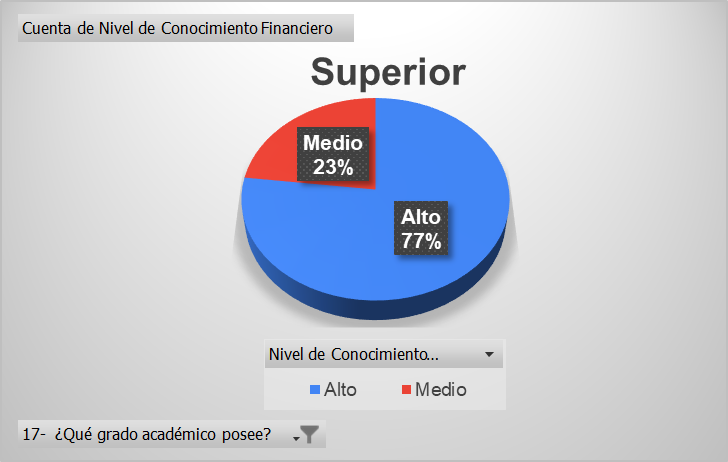 Cuenta de Nivel de Conocimiento Financiero
Superior
Medio
23%
Alto
77%
Nivel de Conocimiento...
Alto
Medio
17- ¿Qué grado académico posee?